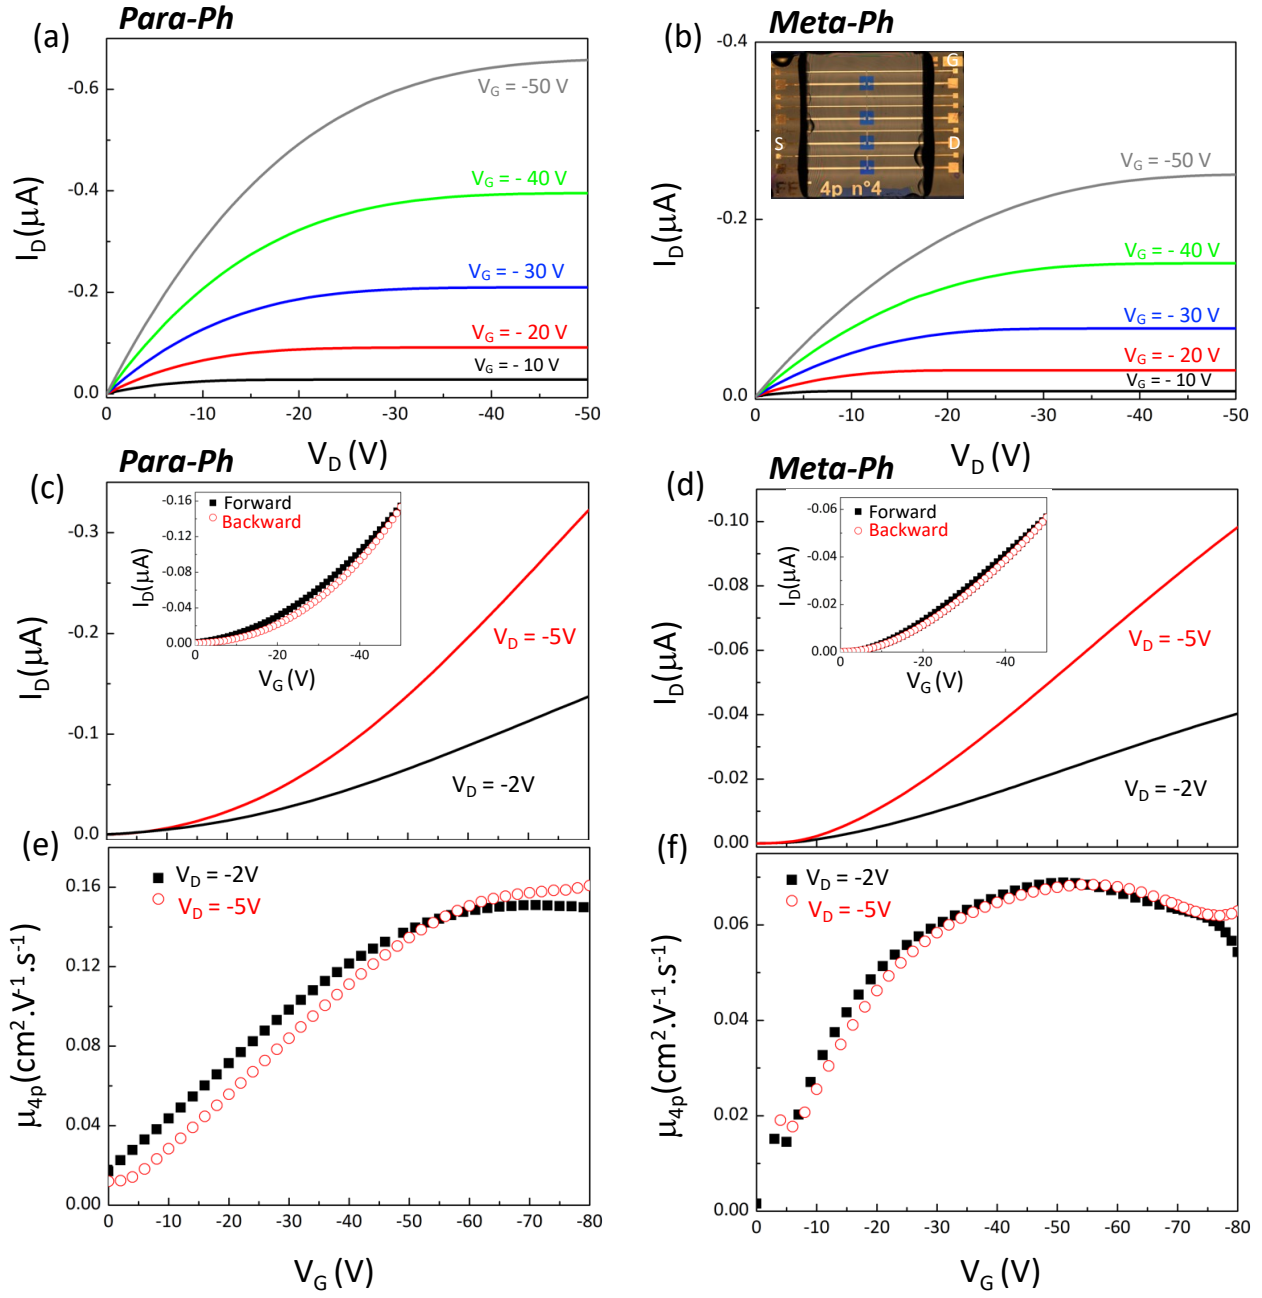 Para-Ph
(a)
-0.6
-0.4
-0.2
0.0
I_D(μA)
V_G = -50 V
V_G = - 40 V
V_G = - 30 V
V_G = - 20 V
V_G = - 10 V
0 -10 -20 -30 -40 -50
V_D (V)
Meta-Ph
(b)
-0.4
-0.2
0.0
I_D(μA)
G
S
D
4p n°4
V_G = -50 V
V_G = - 40 V
V_G = - 30 V
V_G = - 20 V
V_G = - 10 V
0 -10 -20 -30 -40 -50
V_D (V)
Para-Ph
(c)
-0.3
-0.2
-0.1
0.0
I_D(μA)
-0.16
-0.12
-0.08
-0.04
0.00
I_D(μA)
Forward
Backward
0 -20 -40
V_G (V)
V_D = -5V
V_D = -2V
Meta-Ph
(d)
-0.10
-0.08
-0.06
-0.04
-0.02
0.00
I_D(μA)
-0.06
-0.04
-0.02
0.00
I_D(μA)
Forward
Backward
0 -20 -40
V_G (V)
V_D = -5V
V_D = -2V
(e)
0.16
0.12
0.08
0.04
0.00
μ_4p(cm².V⁻¹.s⁻¹)
V_D = -2V
V_D = -5V
0 -10 -20 -30 -40 -50 -60 -70 -80
V_G (V)
(f)
0.06
0.04
0.02
0.00
μ_4p(cm².V⁻¹.s⁻¹)
V_D = -2V
V_D = -5V
0 -10 -20 -30 -40 -50 -60 -70 -80
V_G (V)